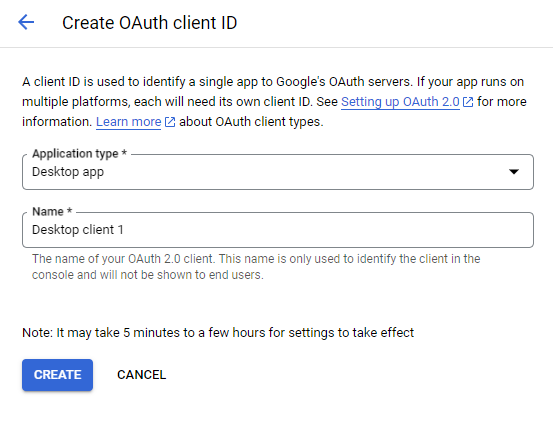 Create OAuth client ID
A client ID is used to identify a single app to Google's OAuth servers. If your app runs on
multiple platforms, each will need its own client ID. See Setting up OAuth 2.0 for more
information. Learn more about OAuth client types.
Application type *
Desktop app
Name *
Desktop client 1
The name of your OAuth 2.0 client. This name is only used to identify the client in the
console and will not be shown to end users.
Note: It may take 5 minutes to a few hours for settings to take effect
CREATE CANCEL